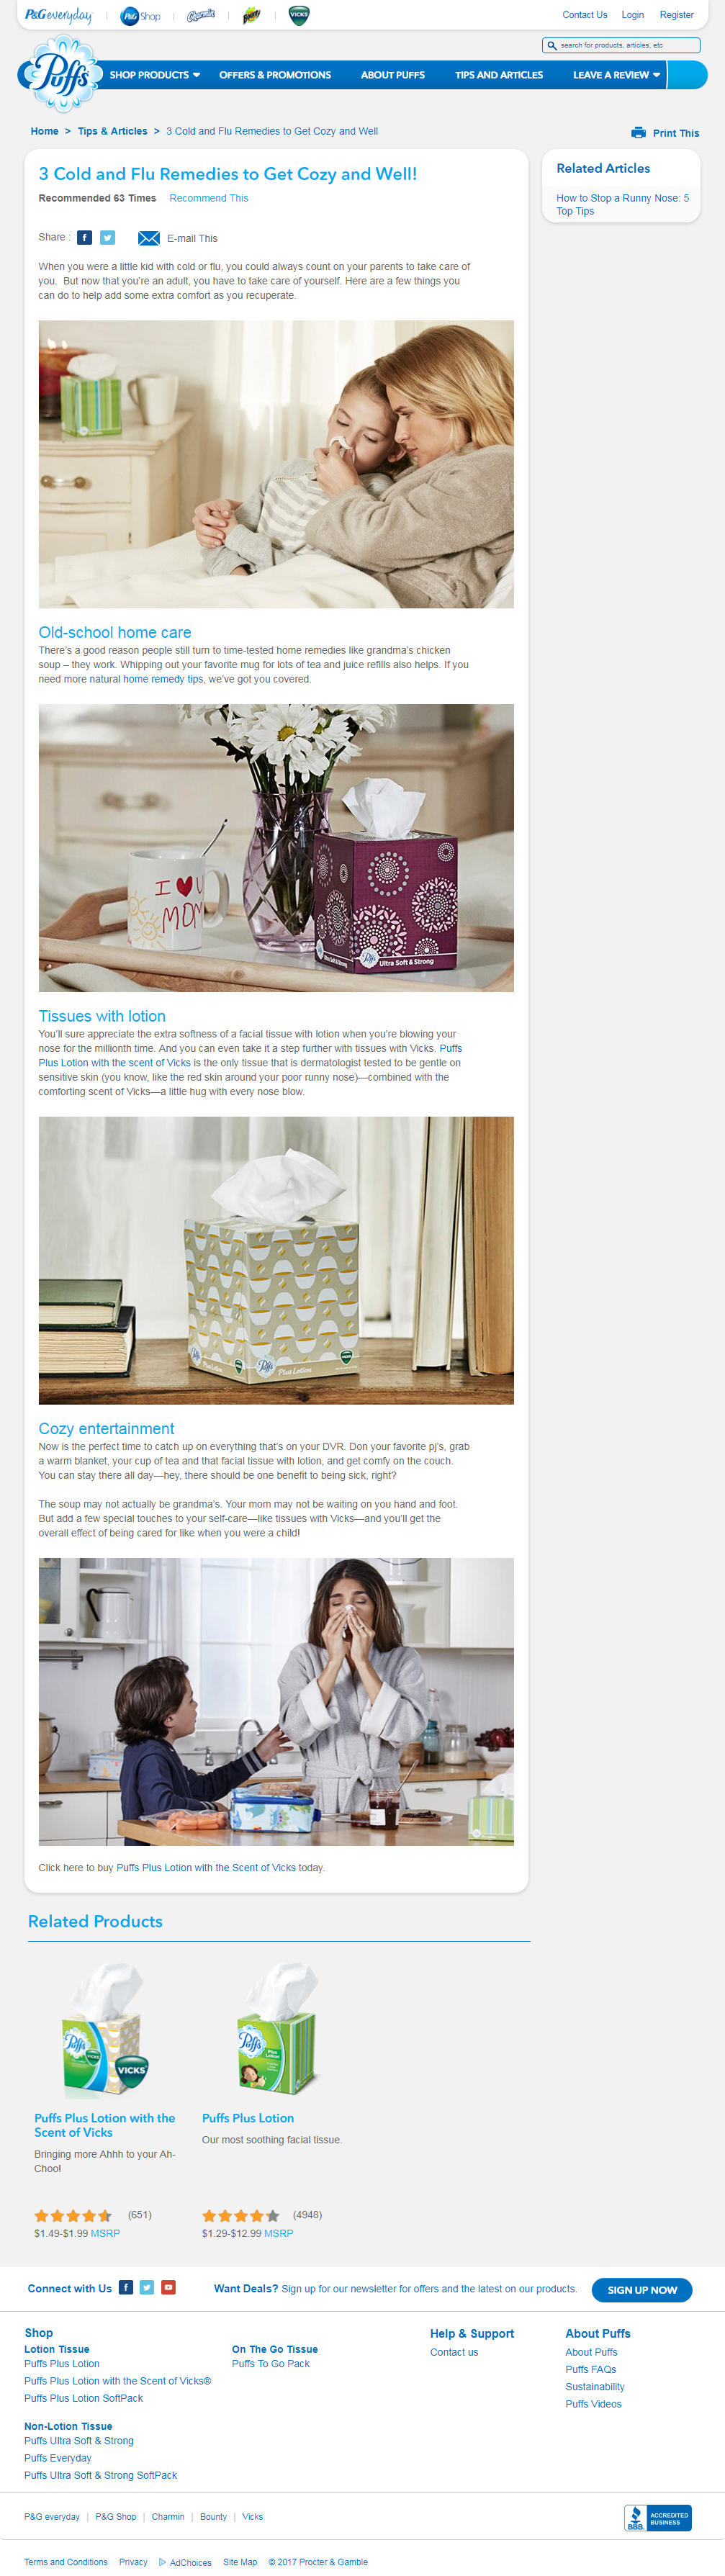 P&G everyday | P&G Shop | Charmin | Bounty | VICKS
Contact Us Login Register
search for products, articles, etc
Puffs
SHOP PRODUCTS OFFERS & PROMOTIONS ABOUT PUFFS TIPS AND ARTICLES LEAVE A REVIEW
Home > Tips & Articles > 3 Cold and Flu Remedies to Get Cozy and Well
Print This
3 Cold and Flu Remedies to Get Cozy and Well!
Recommended 63 Times Recommend This
Share : E-mail This
When you were a little kid with cold or flu, you could always count on your parents to take care of
you. But now that you're an adult, you have to take care of yourself. Here are a few things you
can do to help add some extra comfort as you recuperate.
Related Articles
How to Stop a Runny Nose: 5
Top Tips
Old-school home care
There's a good reason people still turn to time-tested home remedies like grandma's chicken
soup – they work. Whipping out your favorite mug for lots of tea and juice refills also helps. If you
need more natural home remedy tips, we've got you covered.
I ♥ U
MOM
Puffs
Ultra Soft & Strong
Puffs Ultra Soft & Strong
Tissues with lotion
You'll sure appreciate the extra softness of a facial tissue with lotion when you're blowing your
nose for the millionth time. And you can even take it a step further with tissues with Vicks. Puffs
Plus Lotion with the scent of Vicks is the only tissue that is dermatologist tested to be gentle on
sensitive skin (you know, like the red skin around your poor runny nose)—combined with the
comforting scent of Vicks—a little hug with every nose blow.
Puffs Plus Lotion
Puffs Plus Lotion VICKS
Cozy entertainment
Now is the perfect time to catch up on everything that's on your DVR. Don your favorite pj's, grab
a warm blanket, your cup of tea and that facial tissue with lotion, and get comfy on the couch.
You can stay there all day—hey, there should be one benefit to being sick, right?
The soup may not actually be grandma's. Your mom may not be waiting on you hand and foot.
But add a few special touches to your self-care—like tissues with Vicks—and you'll get the
overall effect of being cared for like when you were a child!
Click here to buy Puffs Plus Lotion with the Scent of Vicks today.
Related Products
Puffs VICKS
Puffs Plus Lotion
Puffs Plus Lotion with the
Scent of Vicks
Bringing more Ahhh to your Ah-
Choo!
(651)
$1.49-$1.99 MSRP
Puffs Plus Lotion
Our most soothing facial tissue.
(4948)
$1.29-$12.99 MSRP
Connect with Us
Want Deals? Sign up for our newsletter for offers and the latest on our products.
SIGN UP NOW
Shop
Lotion Tissue
Puffs Plus Lotion
Puffs Plus Lotion with the Scent of Vicks®
Puffs Plus Lotion SoftPack
Non-Lotion Tissue
Puffs Ultra Soft & Strong
Puffs Everyday
Puffs Ultra Soft & Strong SoftPack
On The Go Tissue
Puffs To Go Pack
Help & Support
Contact us
About Puffs
About Puffs
Puffs FAQs
Sustainability
Puffs Videos
P&G everyday | P&G Shop | Charmin | Bounty | Vicks
BBB. ACCREDITED
BUSINESS
Terms and Conditions Privacy AdChoices Site Map © 2017 Procter & Gamble